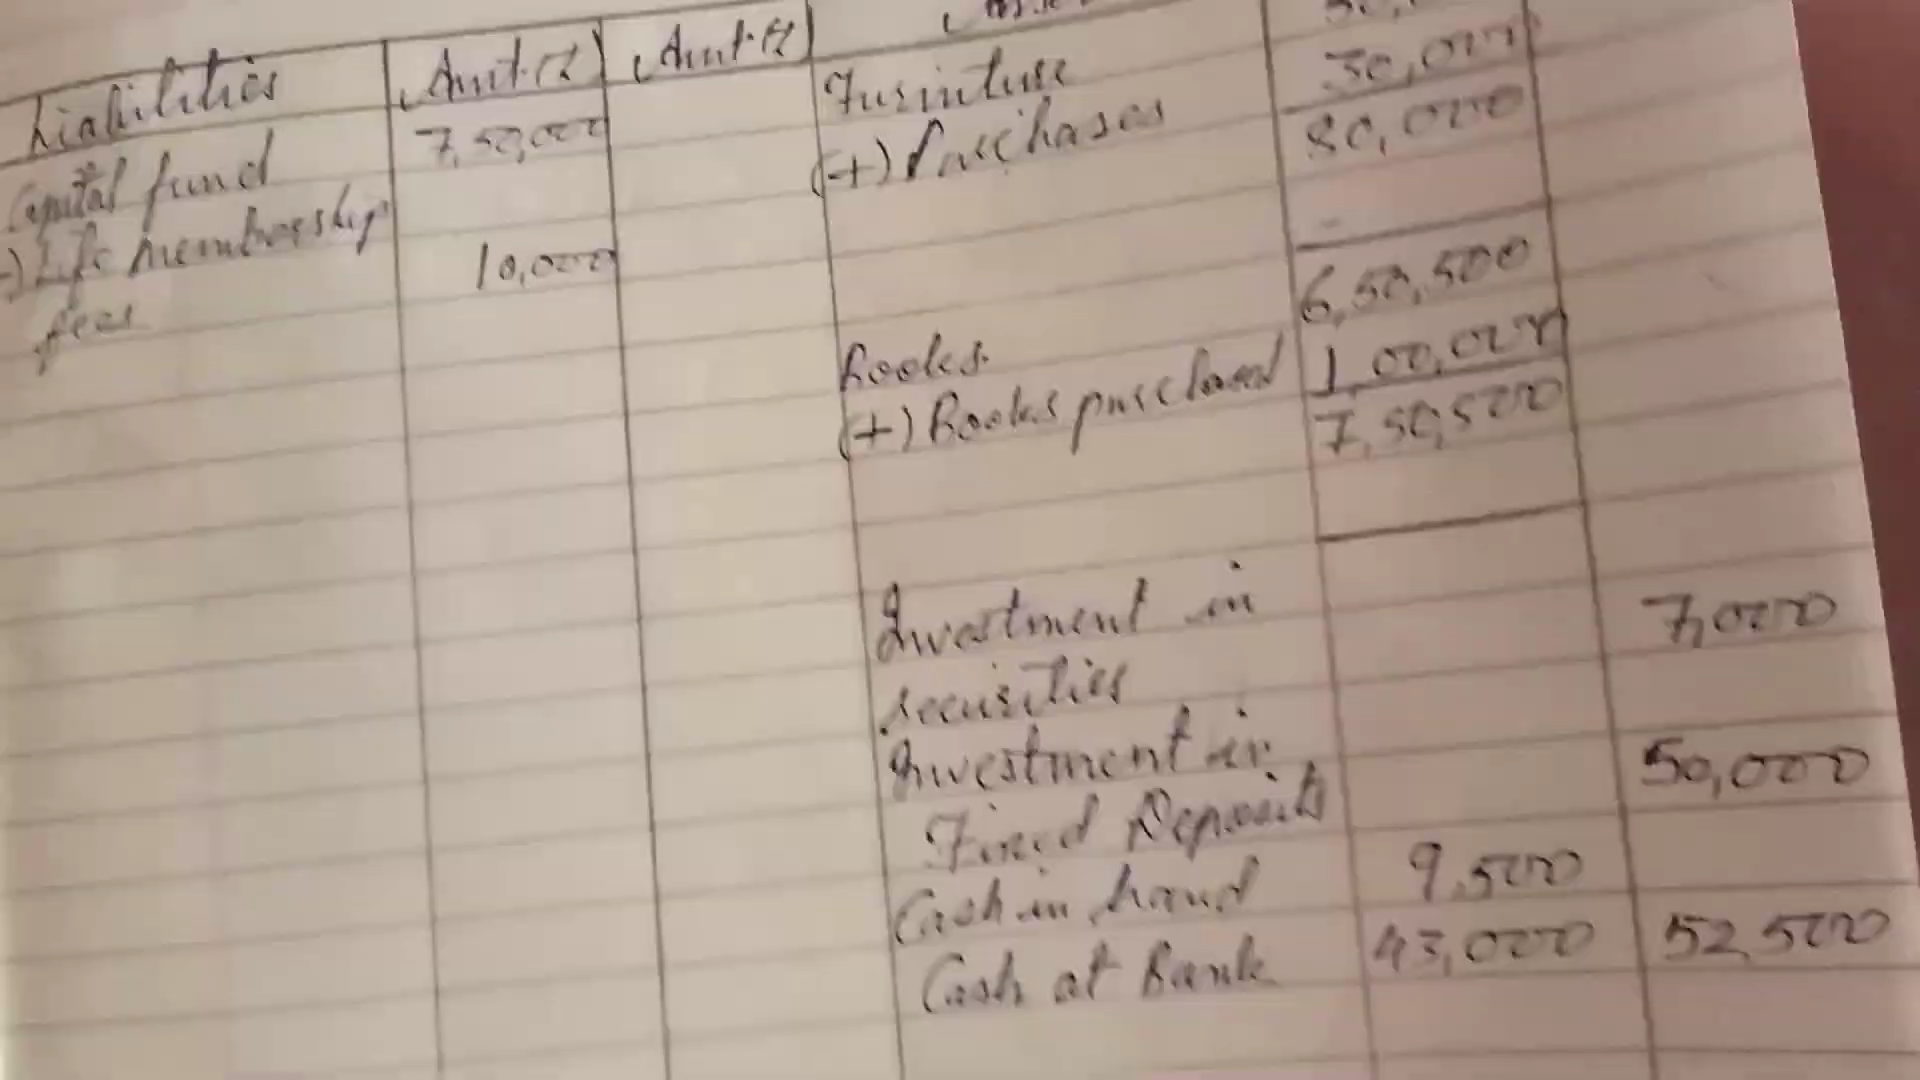 Liabilities Amt.(₹) Amt.(₹)
Capital fund 7,50,000
Life membership 10,000
fees
30,000
Furinture 80,000
(+) Purchases
6,50,500
Books 1,00,000
(+) Books purchased 7,50,500
Investment in 7,000
securities
Investment in 50,000
Fixed Deposits
Cash in hand 9,500
Cash at Bank 43,000 52,500